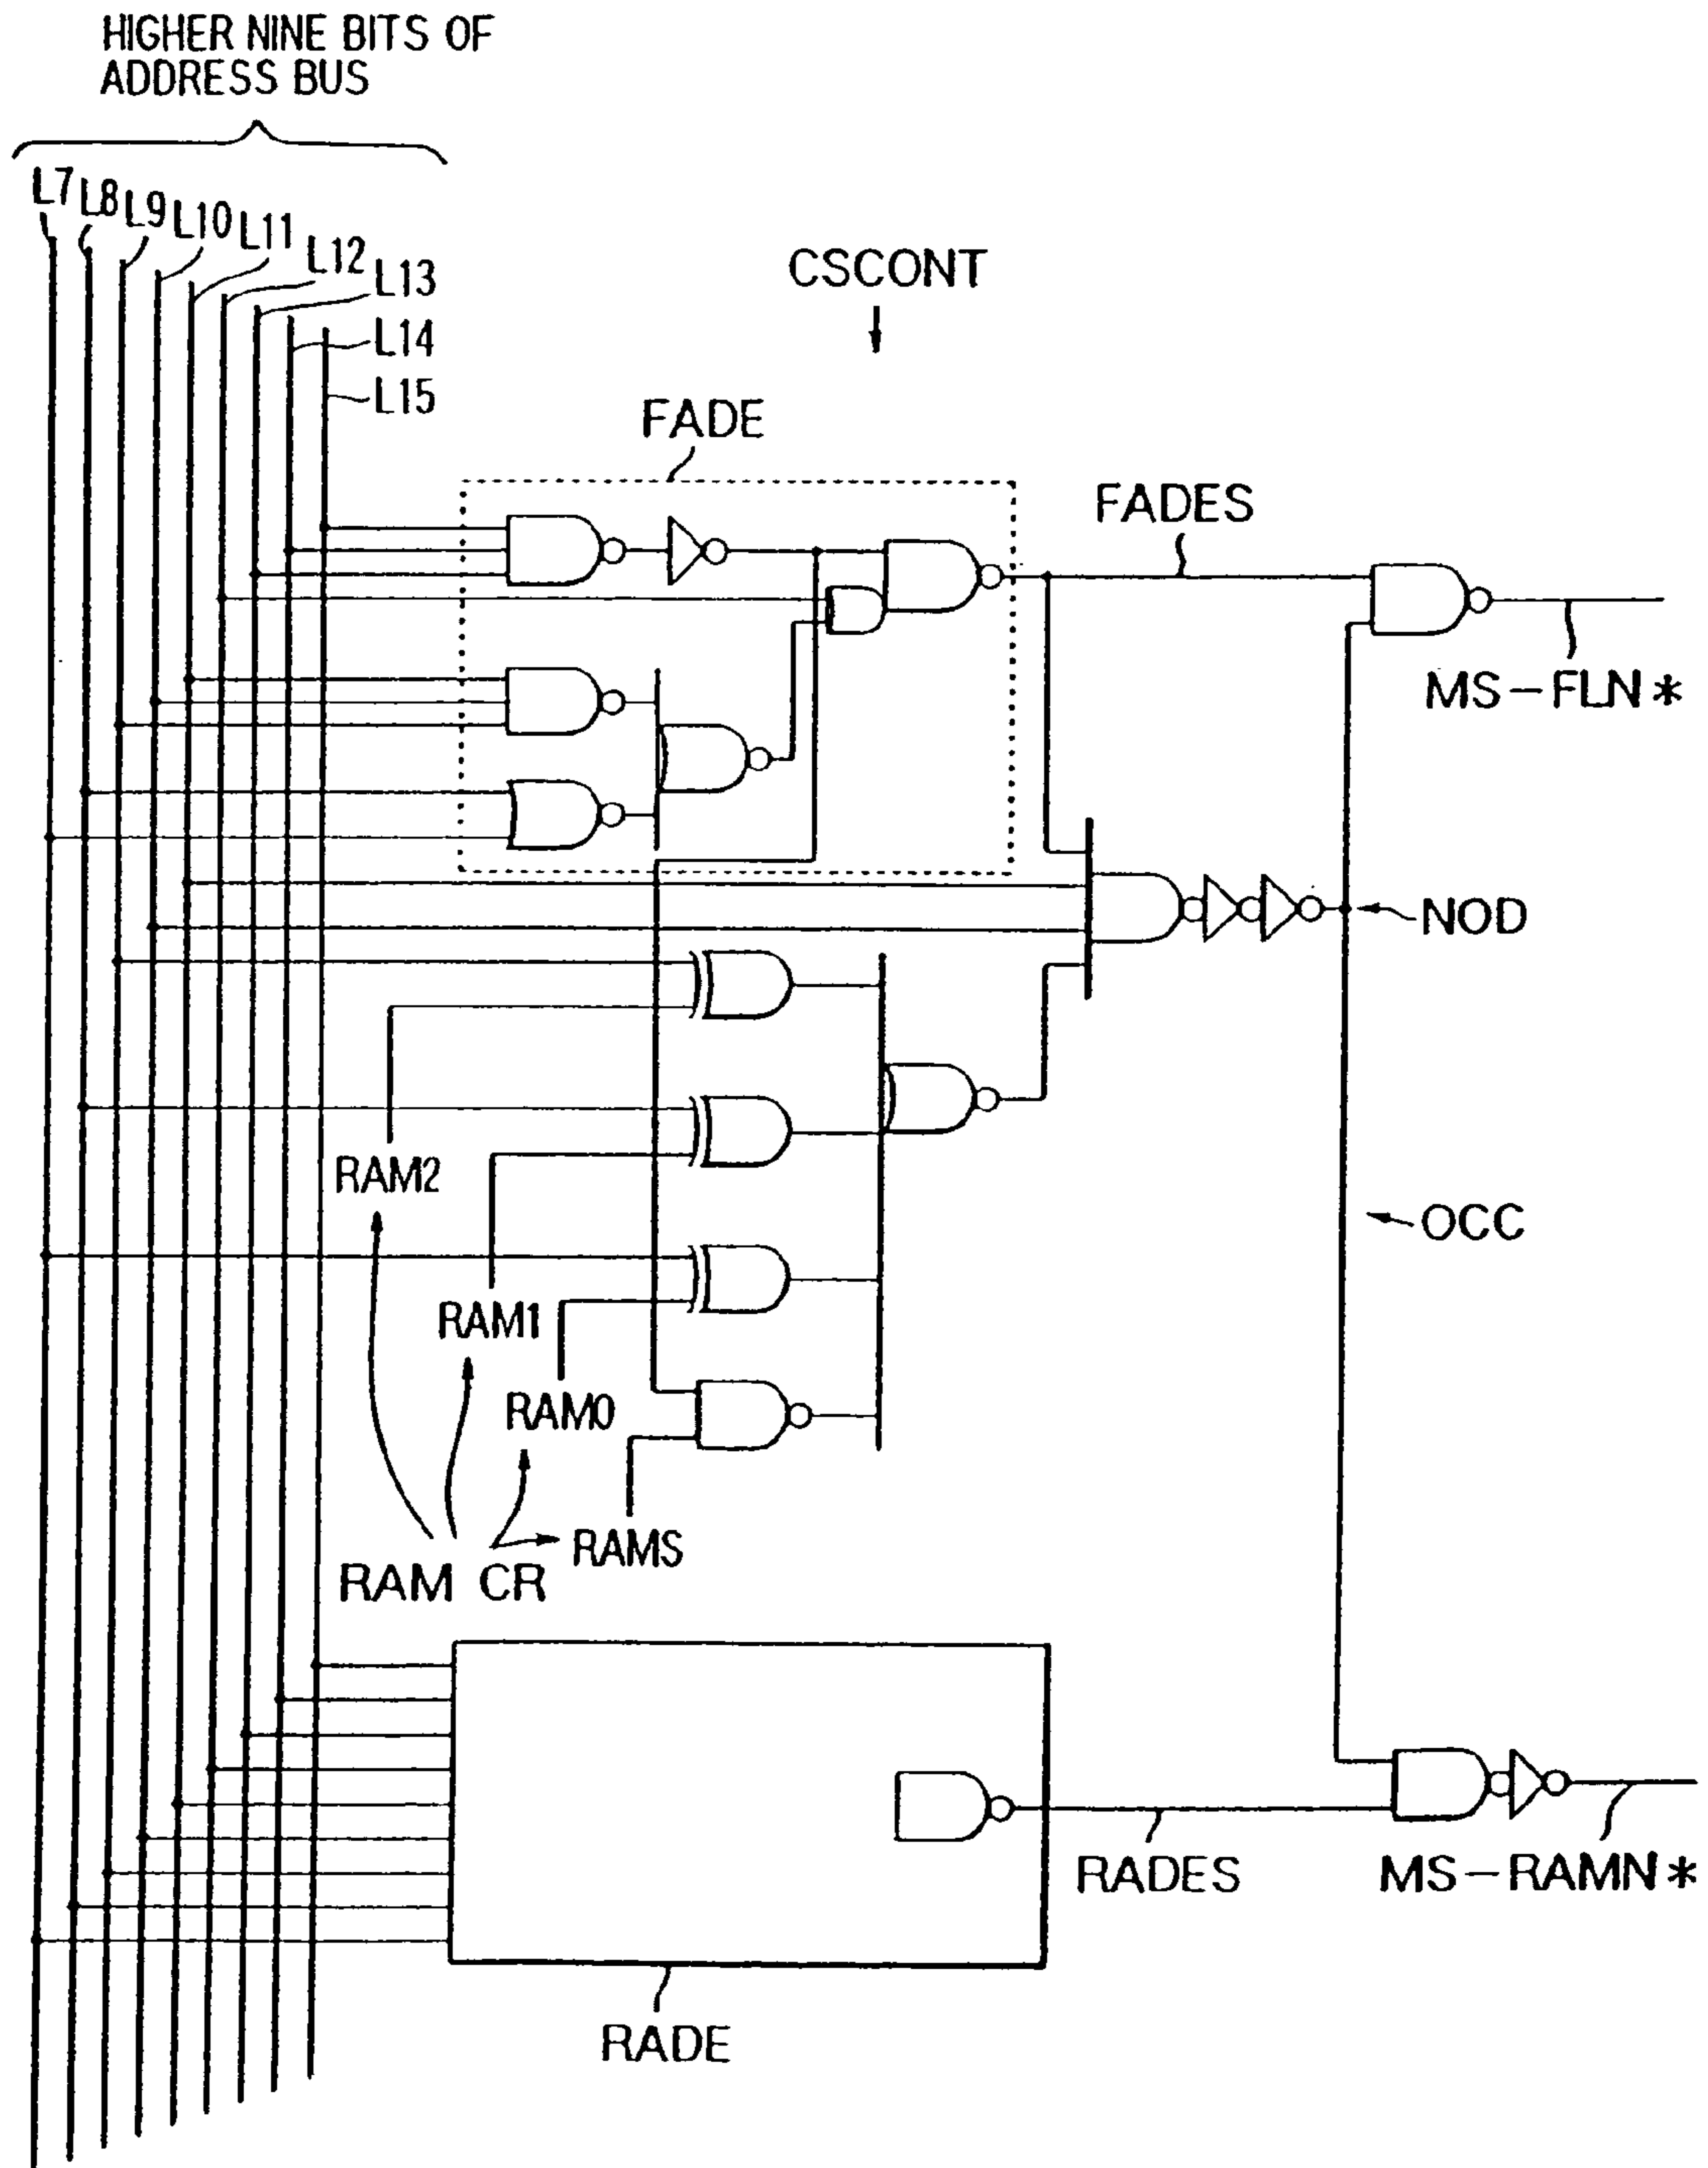 HIGHER NINE BITS OF
ADDRESS BUS
L7
L8
L9
L10
L11
L12
L13
L14
L15
CSCONT
FADE
FADES
MS-FLN*
NOD
RAM2
OCC
RAM1
RAM0
RAMS
RAM CR
RADES
MS-RAMN*
RADE